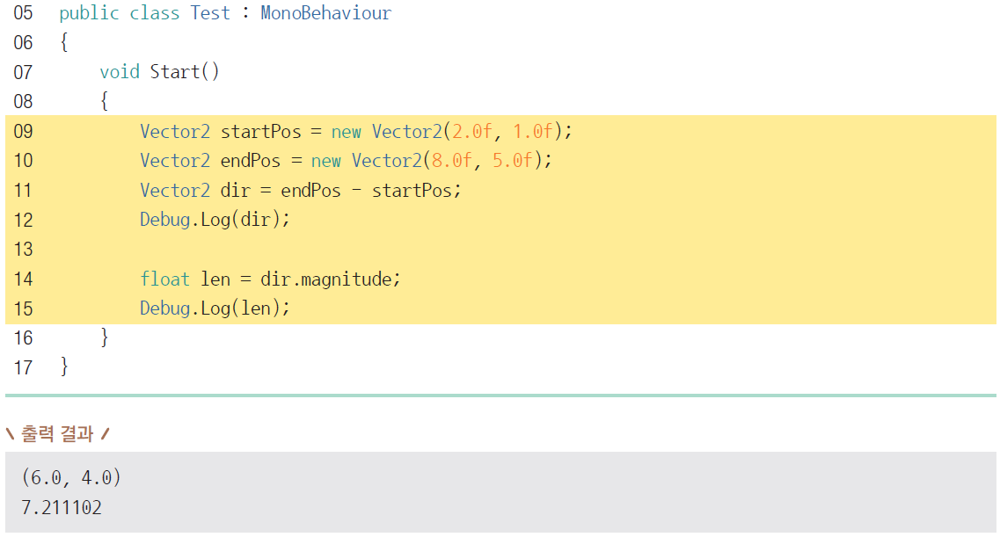 05 public class Test : MonoBehaviour
06 {
07 void Start()
08 {
09 Vector2 startPos = new Vector2(2.0f, 1.0f);
10 Vector2 endPos = new Vector2(8.0f, 5.0f);
11 Vector2 dir = endPos - startPos;
12 Debug.Log(dir);
13
14 float len = dir.magnitude;
15 Debug.Log(len);
16 }
17 }
\ 출력 결과 /
(6.0, 4.0)
7.211102